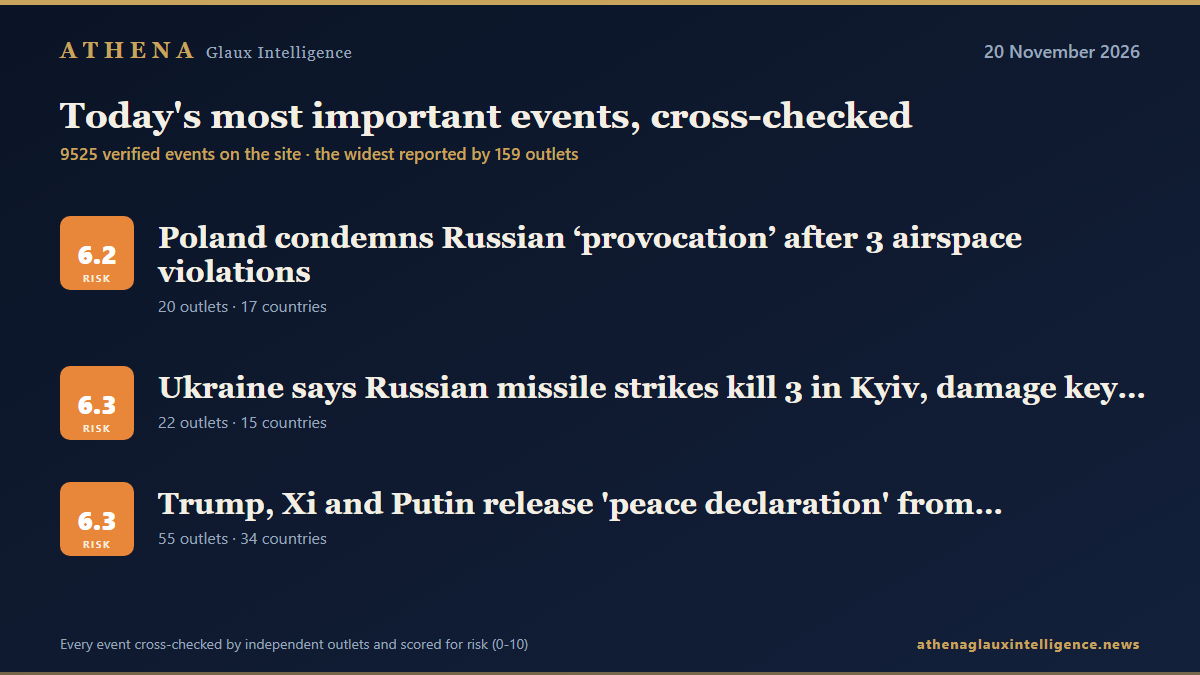 ATHENA Glaux Intelligence
20 November 2026
Today's most important events, cross-checked
9525 verified events on the site · the widest reported by 159 outlets
6.2
RISK
Poland condemns Russian ‘provocation’ after 3 airspace
violations
20 outlets · 17 countries
6.3
RISK
Ukraine says Russian missile strikes kill 3 in Kyiv, damage key...
22 outlets · 15 countries
6.3
RISK
Trump, Xi and Putin release 'peace declaration' from...
55 outlets · 34 countries
Every event cross-checked by independent outlets and scored for risk (0-10)
athenaglauxintelligence.news